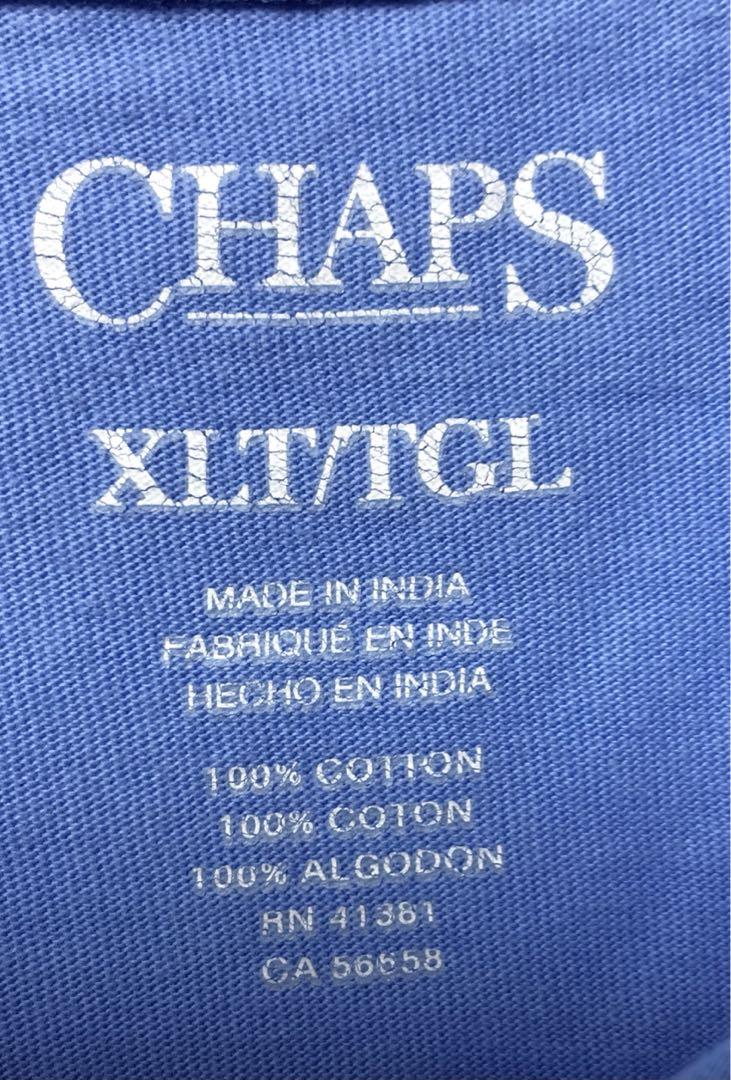 CHAPS
XLT/TGL
MADE IN INDIA
FABRIQUÉ EN INDE
HECHO EN INDIA
100% COTTON
100% COTON
100% ALGODON
RN 41381
CA 56658